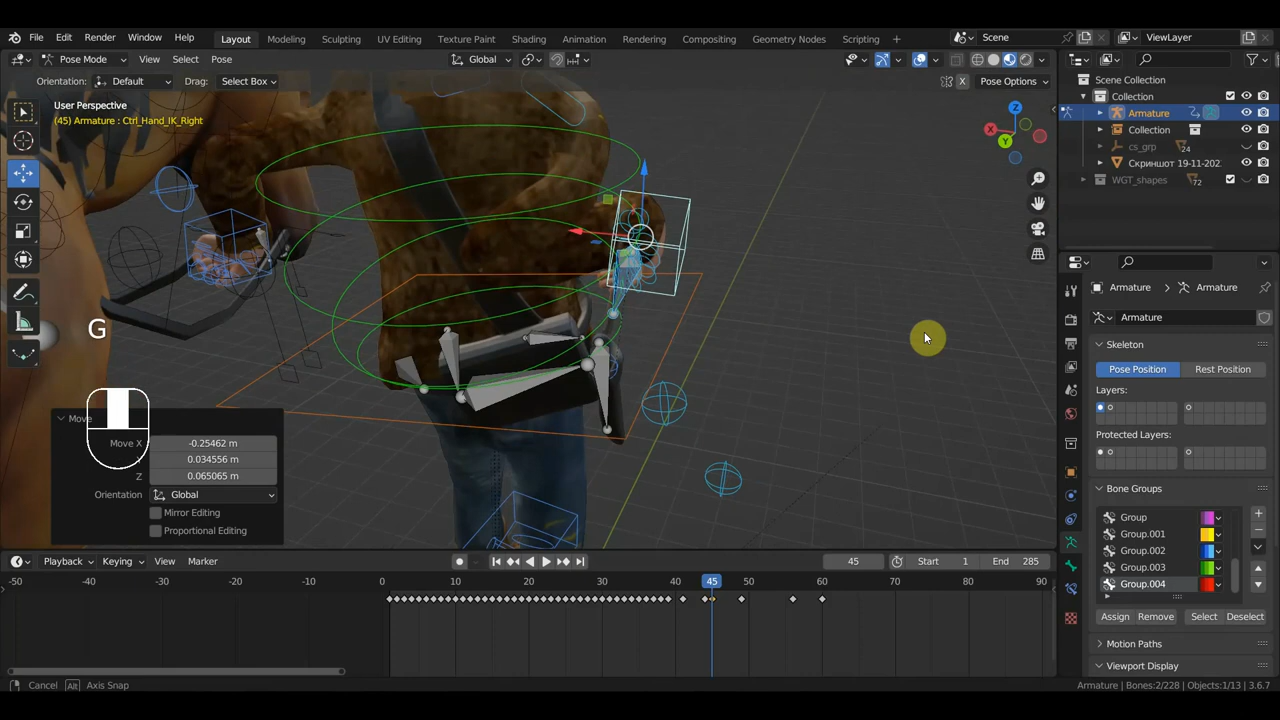 File Edit Render Window Help Layout Modeling Sculpting UV Editing Texture Paint Shading Animation Rendering Compositing Geometry Nodes Scripting + Scene ViewLayer
Pose Mode View Select Pose Global
Orientation: Default Drag: Select Box X Pose Options
Scene Collection
Collection
Armature
Collection
cs_grp 24
Скриншот 19-11-202
WGT_shapes 72
User Perspective
(45) Armature : Ctrl_Hand_IK_Right
Z
X
Y
G
Armature Armature
Armature
Skeleton
Pose Position Rest Position
Layers:
Protected Layers:
Bone Groups
Group
Group.001
Group.002
Group.003
Group.004
Assign Remove Select Deselect
Motion Paths
Viewport Display
Move
Move X -0.25462 m
0.034556 m
Z 0.065065 m
Orientation Global
Mirror Editing
Proportional Editing
Playback Keying View Marker 45 Start 1 End 285
-50 -40 -30 -20 -10 0 10 20 30 40 45 50 60 70 80 90
Cancel Alt Axis Snap Armature | Bones:2/228 | Objects:1/13 | 3.6.7